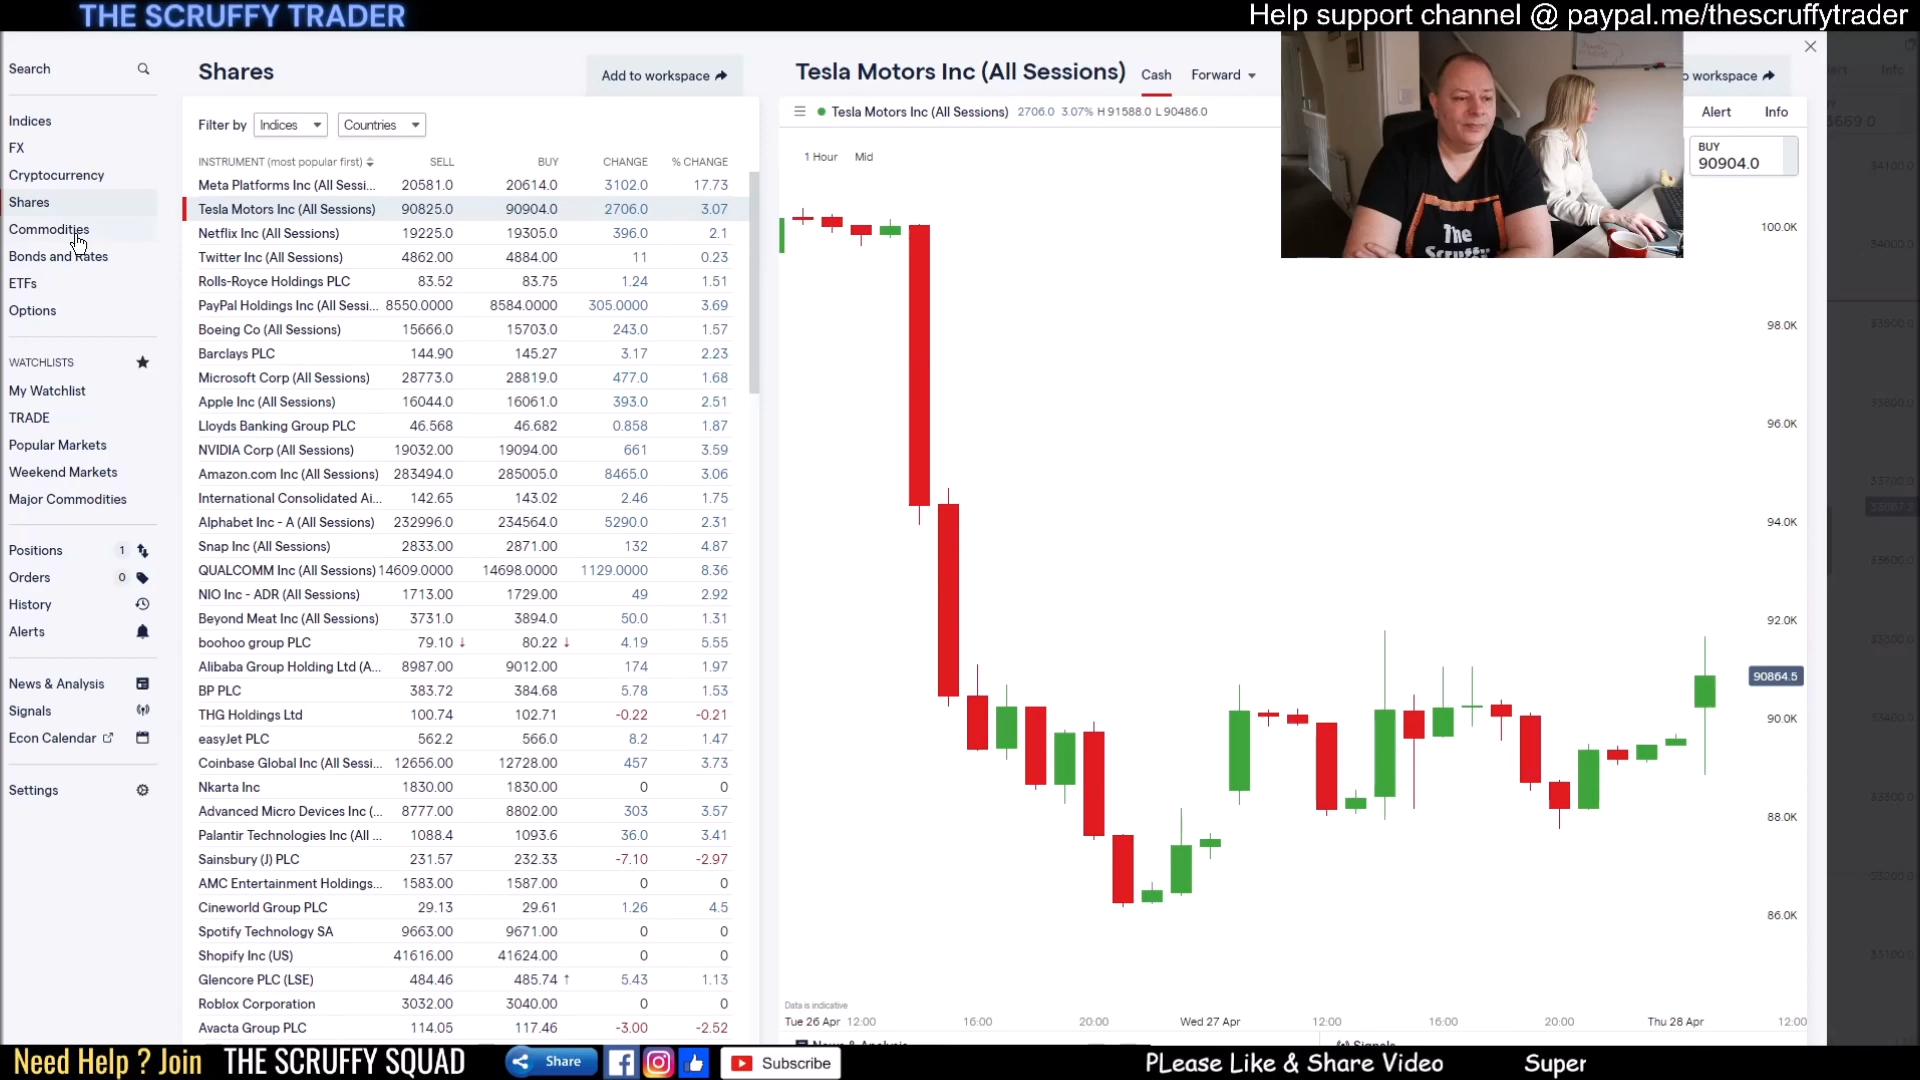 THE SCRUFFY TRADER
Help support channel @ paypal.me/thescruffytrader
Search
Indices
FX
Cryptocurrency
Shares
Commodities
Bonds and Rates
ETFs
Options
WATCHLISTS
My Watchlist
TRADE
Popular Markets
Weekend Markets
Major Commodities
Positions 1
Orders 0
History
Alerts
News & Analysis
Signals
Econ Calendar
Settings
Shares
Add to workspace
Filter by Indices Countries
INSTRUMENT (most popular first) SELL BUY CHANGE % CHANGE
Meta Platforms Inc (All Sessi... 20581.0 20614.0 3102.0 17.73
Tesla Motors Inc (All Sessions) 90825.0 90904.0 2706.0 3.07
Netflix Inc (All Sessions) 19225.0 19305.0 396.0 2.1
Twitter Inc (All Sessions) 4862.00 4884.00 11 0.23
Rolls-Royce Holdings PLC 83.52 83.75 1.24 1.51
PayPal Holdings Inc (All Sessi... 8550.0000 8584.0000 305.0000 3.69
Boeing Co (All Sessions) 15666.0 15703.0 243.0 1.57
Barclays PLC 144.90 145.27 3.17 2.23
Microsoft Corp (All Sessions) 28773.0 28819.0 477.0 1.68
Apple Inc (All Sessions) 16044.0 16061.0 393.0 2.51
Lloyds Banking Group PLC 46.568 46.682 0.858 1.87
NVIDIA Corp (All Sessions) 19032.00 19094.00 661 3.59
Amazon.com Inc (All Sessions) 283494.0 285005.0 8465.0 3.06
International Consolidated Ai... 142.65 143.02 2.46 1.75
Alphabet Inc - A (All Sessions) 232996.0 234564.0 5290.0 2.31
Snap Inc (All Sessions) 2833.00 2871.00 132 4.87
QUALCOMM Inc (All Sessions) 14609.0000 14698.0000 1129.0000 8.36
NIO Inc - ADR (All Sessions) 1713.00 1729.00 49 2.92
Beyond Meat Inc (All Sessions) 3731.0 3894.0 50.0 1.31
boohoo group PLC 79.10 ↓ 80.22 ↓ 4.19 5.55
Alibaba Group Holding Ltd (A... 8987.00 9012.00 174 1.97
BP PLC 383.72 384.68 5.78 1.53
THG Holdings Ltd 100.74 102.71 -0.22 -0.21
easyJet PLC 562.2 566.0 8.2 1.47
Coinbase Global Inc (All Sessi... 12656.00 12728.00 457 3.73
Nkarta Inc 1830.00 1830.00 0 0
Advanced Micro Devices Inc (... 8777.00 8802.00 303 3.57
Palantir Technologies Inc (All ... 1088.4 1093.6 36.0 3.41
Sainsbury (J) PLC 231.57 232.33 -7.10 -2.97
AMC Entertainment Holdings... 1583.00 1587.00 0 0
Cineworld Group PLC 29.13 29.61 1.26 4.5
Spotify Technology SA 9663.00 9671.00 0 0
Shopify Inc (US) 41616.00 41624.00 0 0
Glencore PLC (LSE) 484.46 485.74 ↑ 5.43 1.13
Roblox Corporation 3032.00 3040.00 0 0
Avacta Group PLC 114.05 117.46 -3.00 -2.52
Tesla Motors Inc (All Sessions) Cash Forward
workspace
Tesla Motors Inc (All Sessions) 2706.0 3.07% H 91588.0 L 90486.0
Alert Info
BUY
90904.0
1 Hour Mid
The
Scruffy
100.0K
98.0K
96.0K
94.0K
92.0K
90864.5
90.0K
88.0K
86.0K
Data is indicative
Tue 26 Apr 12:00 16:00 20:00 Wed 27 Apr 12:00 16:00 20:00 Thu 28 Apr 12:00
Need Help ? Join THE SCRUFFY SQUAD
Share
Subscribe
PLease Like & Share Video
Super